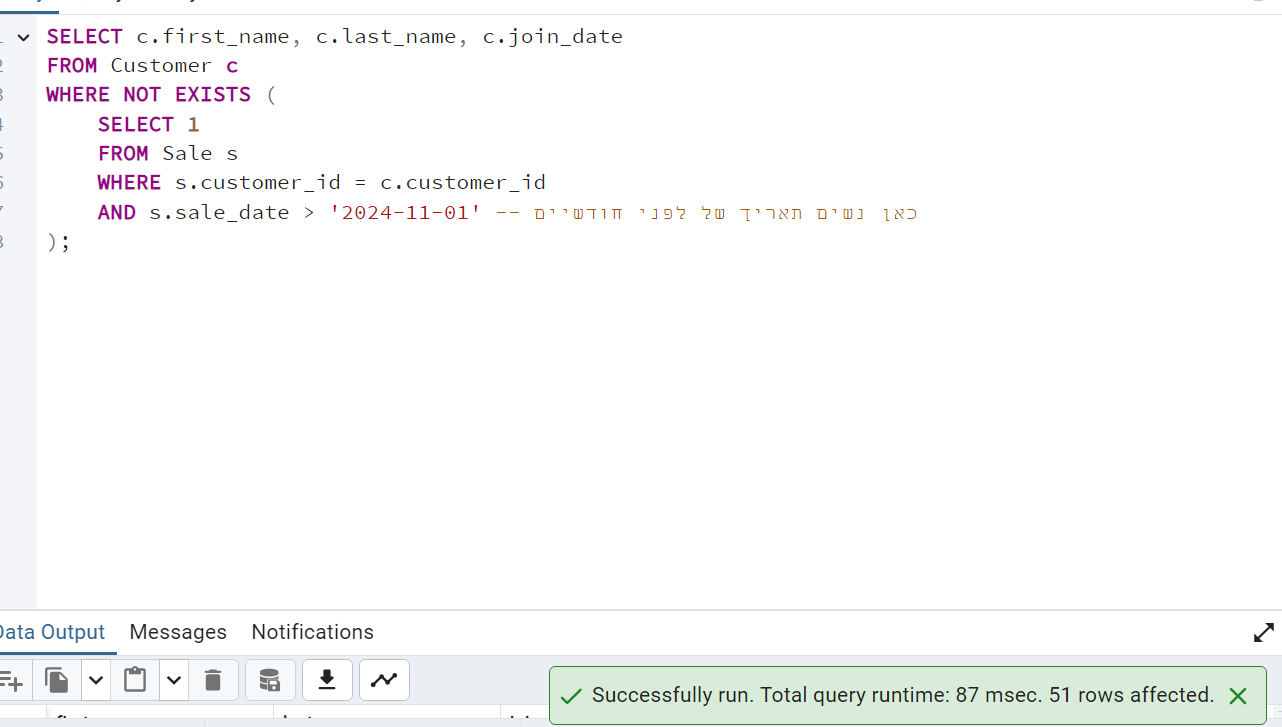 SELECT c.first_name, c.last_name, c.join_date
FROM Customer c
WHERE NOT EXISTS (
SELECT 1
FROM Sale s
WHERE s.customer_id = c.customer_id
AND s.sale_date > '2024-11-01' -- כאן נשים תאריך של לפני חודשיים
);
Data Output Messages Notifications
Successfully run. Total query runtime: 87 msec. 51 rows affected.